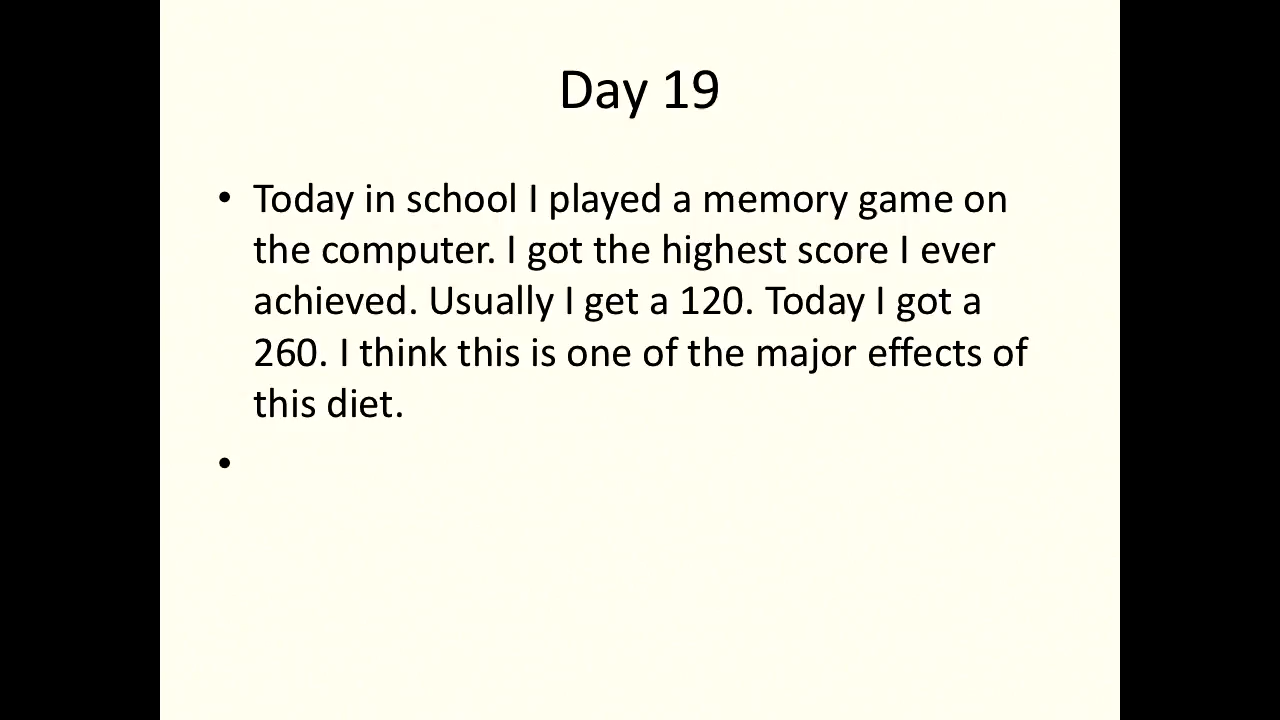 Day 19
• Today in school I played a memory game on
the computer. I got the highest score I ever
achieved. Usually I get a 120. Today I got a
260. I think this is one of the major effects of
this diet.
•